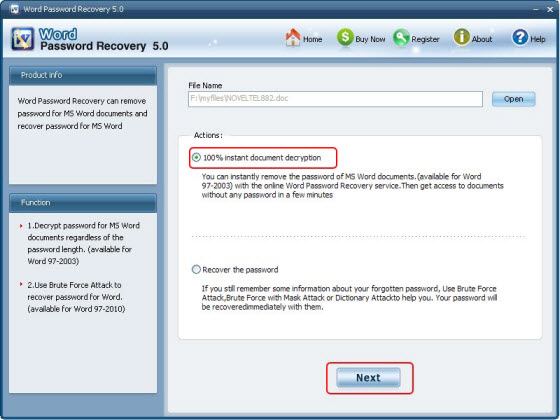 Word Password Recovery 5.0
Word
Password Recovery 5.0
Home
Buy Now
Register
About
Help
Product info
Word Password Recovery can remove
password for MS Word documents and
recover password for MS Word
Function
1.Decrypt password for MS Word
documents regardless of the
password length. (available for
Word 97-2003)
2.Use Brute Force Attack to
recover password for Word.
(available for Word 97-2010)
File Name
F:\myfiles\NOVELTEL882.doc
Open
Actions:
100% instant document decryption
You can instantly remove the password of MS Word documents.(available for Word
97-2003) with the online Word Password Recovery service.Then get access to documents
without any password in a few minutes
Recover the password
If you still remember some information about your forgotten password, Use Brute Force
Attack,Brute Force with Mask Attack or Dictionary Attackto help you. Your password will
be recoveredimmediately with them.
Next